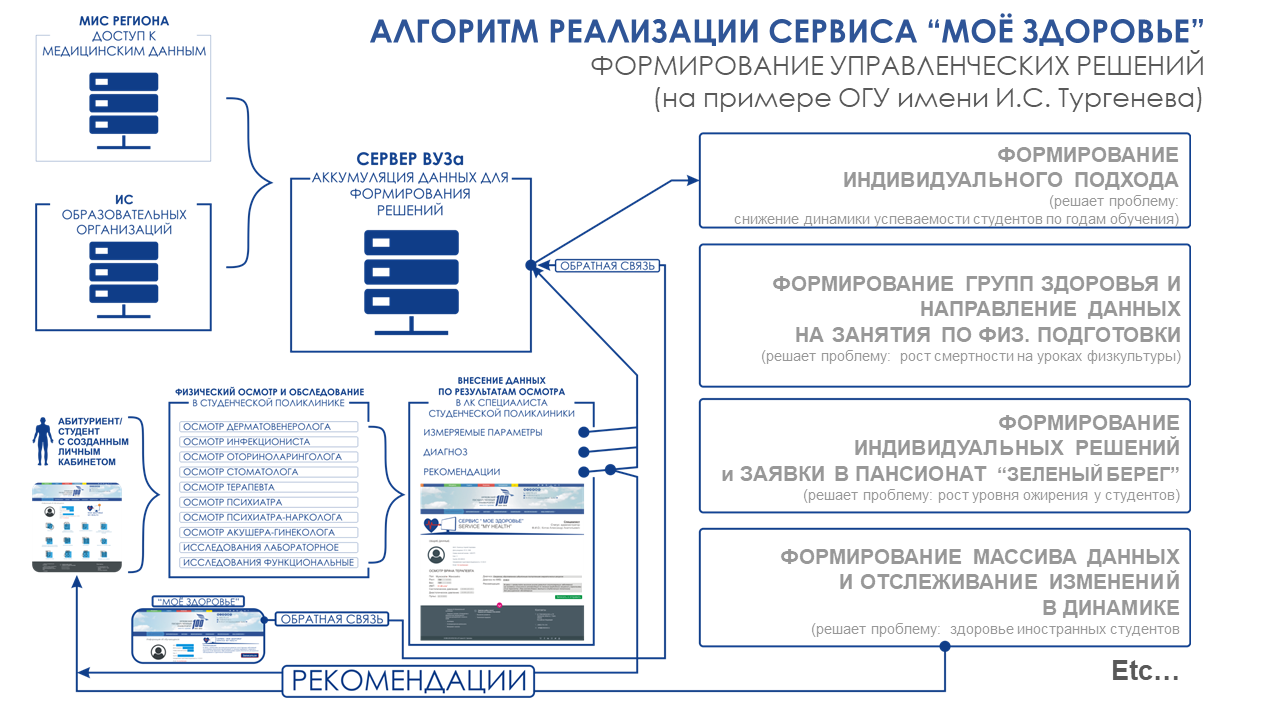 МИС РЕГИОНА
ДОСТУП К
МЕДИЦИНСКИМ ДАННЫМ
АЛГОРИТМ РЕАЛИЗАЦИИ СЕРВИСА “МОЁ ЗДОРОВЬЕ”
ФОРМИРОВАНИЕ УПРАВЛЕНЧЕСКИХ РЕШЕНИЙ
(на примере ОГУ имени И.С. Тургенева)
ИС
ОБРАЗОВАТЕЛЬНЫХ
ОРГАНИЗАЦИЙ
СЕРВЕР ВУЗа
АККУМУЛЯЦИЯ ДАННЫХ ДЛЯ
ФОРМИРОВАНИЯ
РЕШЕНИЙ
ОБРАТНАЯ СВЯЗЬ
ФОРМИРОВАНИЕ
ИНДИВИДУАЛЬНОГО ПОДХОДА
(решает проблему:
снижение динамики успеваемости студентов по годам обучения)
ФОРМИРОВАНИЕ ГРУПП ЗДОРОВЬЯ И
НАПРАВЛЕНИЕ ДАННЫХ
НА ЗАНЯТИЯ ПО ФИЗ. ПОДГОТОВКИ
(решает проблему: рост смертности на уроках физкультуры)
ФОРМИРОВАНИЕ
ИНДИВИДУАЛЬНЫХ РЕШЕНИЙ
и ЗАЯВКИ В ПАНСИОНАТ “ЗЕЛЕНЫЙ БЕРЕГ”
(решает проблему: рост уровня ожирения у студентов)
ФОРМИРОВАНИЕ МАССИВА ДАННЫХ
И ОТСЛЕЖИВАНИЕ ИЗМЕНЕНИЙ
В ДИНАМИКЕ
(решает проблему: здоровье иностранных студентов
Etc…
АБИТУРИЕНТ/
СТУДЕНТ
С СОЗДАННЫМ
ЛИЧНЫМ
КАБИНЕТОМ
ФИЗИЧЕСКИЙ ОСМОТР И ОБСЛЕДОВАНИЕ
В СТУДЕНЧЕСКОЙ ПОЛИКЛИНИКЕ
ОСМОТР ДЕРМАТОВЕНЕРОЛОГА
ОСМОТР ИНФЕКЦИОНИСТА
ОСМОТР ОТОРИНОЛАРИНГОЛОГА
ОСМОТР СТОМАТОЛОГА
ОСМОТР ТЕРАПЕВТА
ОСМОТР ПСИХИАТРА
ОСМОТР ПСИХИАТРА-НАРКОЛОГА
ОСМОТР АКУШЕРА-ГИНЕКОЛОГА
ИССЛЕДОВАНИЯ ЛАБОРАТОРНОЕ
ИССЛЕДОВАНИЯ ФУНКЦИОНАЛЬНЫЕ
ВНЕСЕНИЕ ДАННЫХ
ПО РЕЗУЛЬТАТАМ ОСМОТРА
В ЛК СПЕЦИАЛИСТА
СТУДЕНЧЕСКОЙ ПОЛИКЛИНИКИ
ИЗМЕРЯЕМЫЕ ПАРАМЕТРЫ
ДИАГНОЗ
РЕКОМЕНДАЦИИ
100
СЕРВИС "МОЕ ЗДОРОВЬЕ"
SERVICE "MY HEALTH"
ОСМОТР ВРАЧА ТЕРАПЕВТА
“МОЁ ЗДОРОВЬЕ”
ОБРАТНАЯ СВЯЗЬ
РЕКОМЕНДАЦИИ